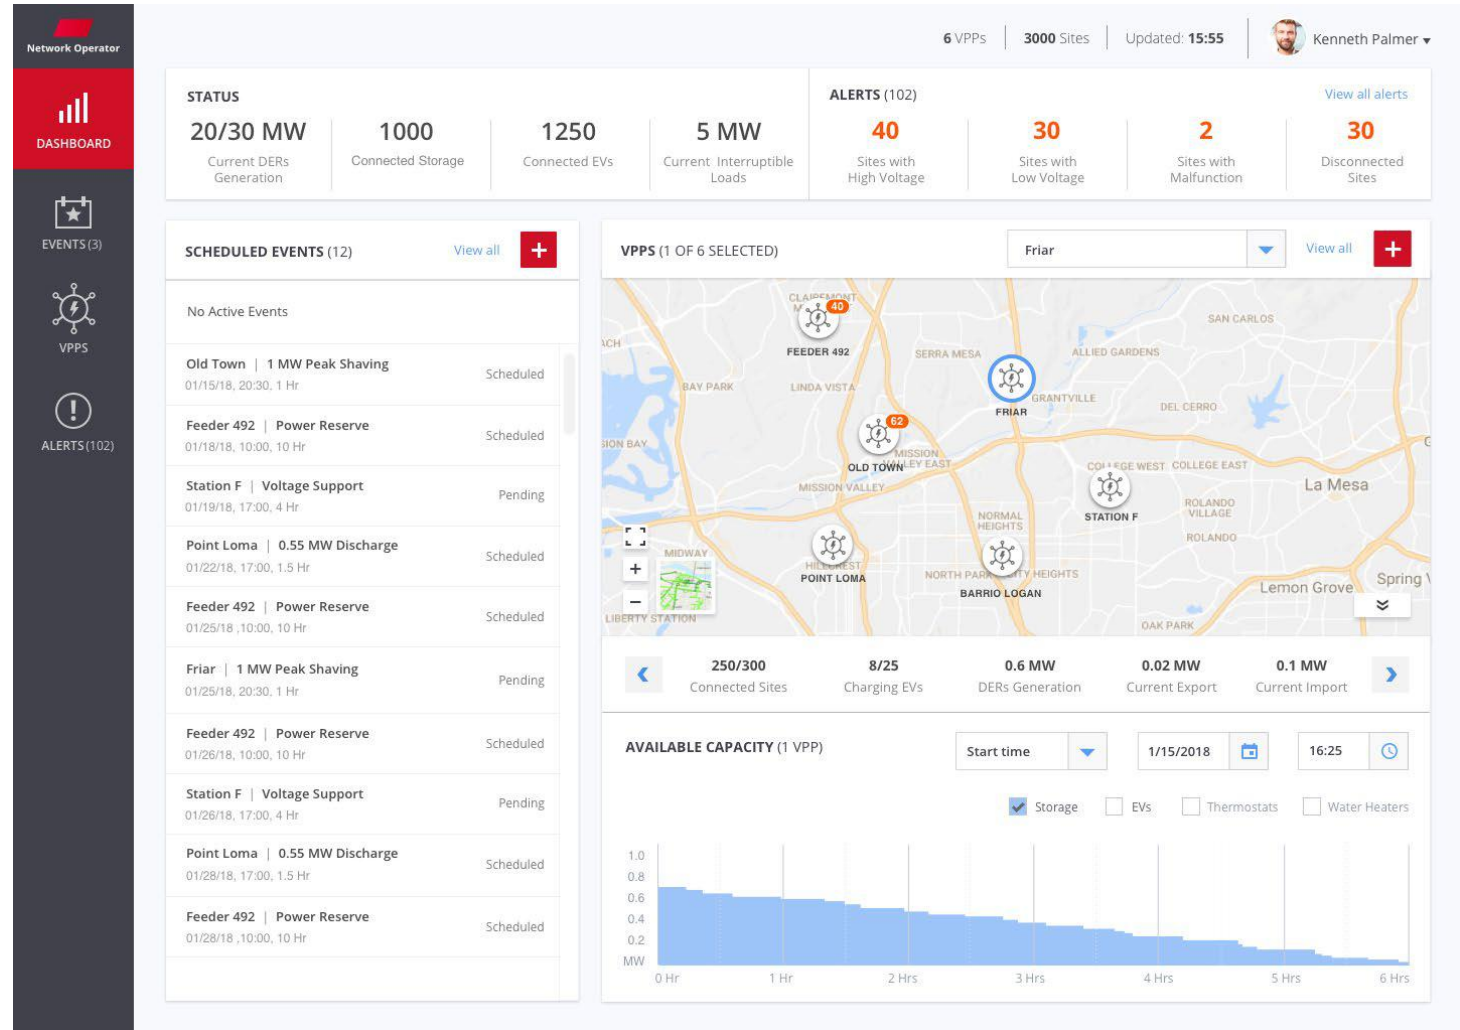 Network Operator
6 VPPs
3000 Sites
Updated: 15:55
Kenneth Palmer
DASHBOARD
EVENTS (3)
VPPS
ALERTS (102)
STATUS
20/30 MW
Current DERs
Generation
1000
Connected Storage
1250
Connected EVs
5 MW
Current Interruptible
Loads
ALERTS (102)
View all alerts
40
Sites with
High Voltage
30
Sites with
Low Voltage
2
Sites with
Malfunction
30
Disconnected
Sites
SCHEDULED EVENTS (12)
View all
+
No Active Events
Old Town | 1 MW Peak Shaving
01/15/18, 20:30, 1 Hr
Scheduled
Feeder 492 | Power Reserve
01/18/18, 10:00, 10 Hr
Scheduled
Station F | Voltage Support
01/19/18, 17:00, 4 Hr
Pending
Point Loma | 0.55 MW Discharge
01/22/18, 17:00, 1.5 Hr
Scheduled
Feeder 492 | Power Reserve
01/25/18 ,10:00, 10 Hr
Scheduled
Friar | 1 MW Peak Shaving
01/25/18, 20:30, 1 Hr
Pending
Feeder 492 | Power Reserve
01/26/18, 10:00, 10 Hr
Scheduled
Station F | Voltage Support
01/26/18, 17:00, 4 Hr
Pending
Point Loma | 0.55 MW Discharge
01/28/18, 17:00, 1.5 Hr
Scheduled
Feeder 492 | Power Reserve
01/28/18 ,10:00, 10 Hr
Scheduled
VPPS (1 OF 6 SELECTED)
Friar
View all
+
CLAIREMONT
40
SAN CARLOS
ACH
FEEDER 492
SERRA MESA
ALLIED GARDENS
BAY PARK
LINDA VISTA
GRANTVILLE
FRIAR
DEL CERRO
62
SION BAY
MISSION
VALLEY EAST
OLD TOWN
COLLEGE WEST
COLLEGE EAST
MISSION VALLEY
La Mesa
ROLANDO
VILLAGE
STATION F
NORMAL
HEIGHTS
ROLANDO
MIDWAY
HILLCREST
POINT LOMA
NORTH PARK
CITY HEIGHTS
BARRIO LOGAN
Lemon Grove
Spring
+
−
LIBERTY STATION
OAK PARK
250/300
Connected Sites
8/25
Charging EVs
0.6 MW
DERs Generation
0.02 MW
Current Export
0.1 MW
Current Import
AVAILABLE CAPACITY (1 VPP)
Start time
1/15/2018
16:25
Storage
EVs
Thermostats
Water Heaters
1.0
0.8
0.6
0.4
0.2
MW
0 Hr
1 Hr
2 Hrs
3 Hrs
4 Hrs
5 Hrs
6 Hrs